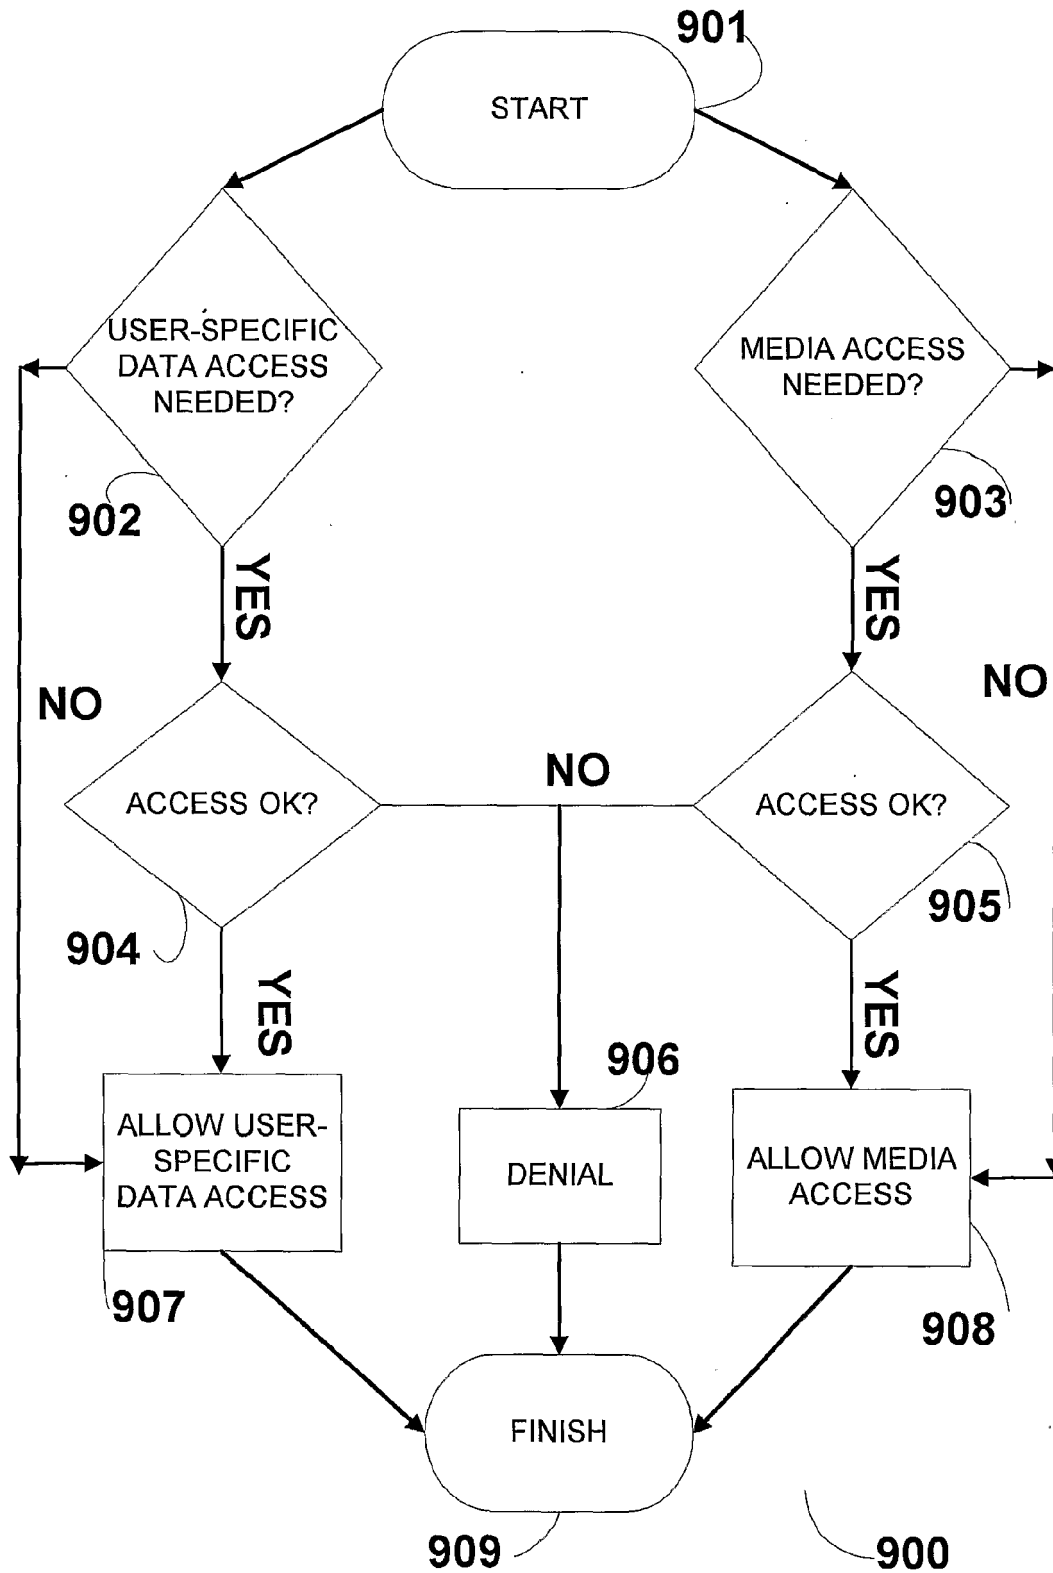 901
START
USER-SPECIFIC
DATA ACCESS
NEEDED?
MEDIA ACCESS
NEEDED?
902
903
YES
YES
NO
NO
ACCESS OK?
NO
ACCESS OK?
904
905
YES
YES
906
ALLOW USER-
SPECIFIC
DATA ACCESS
DENIAL
ALLOW MEDIA
ACCESS
907
908
FINISH
909
900